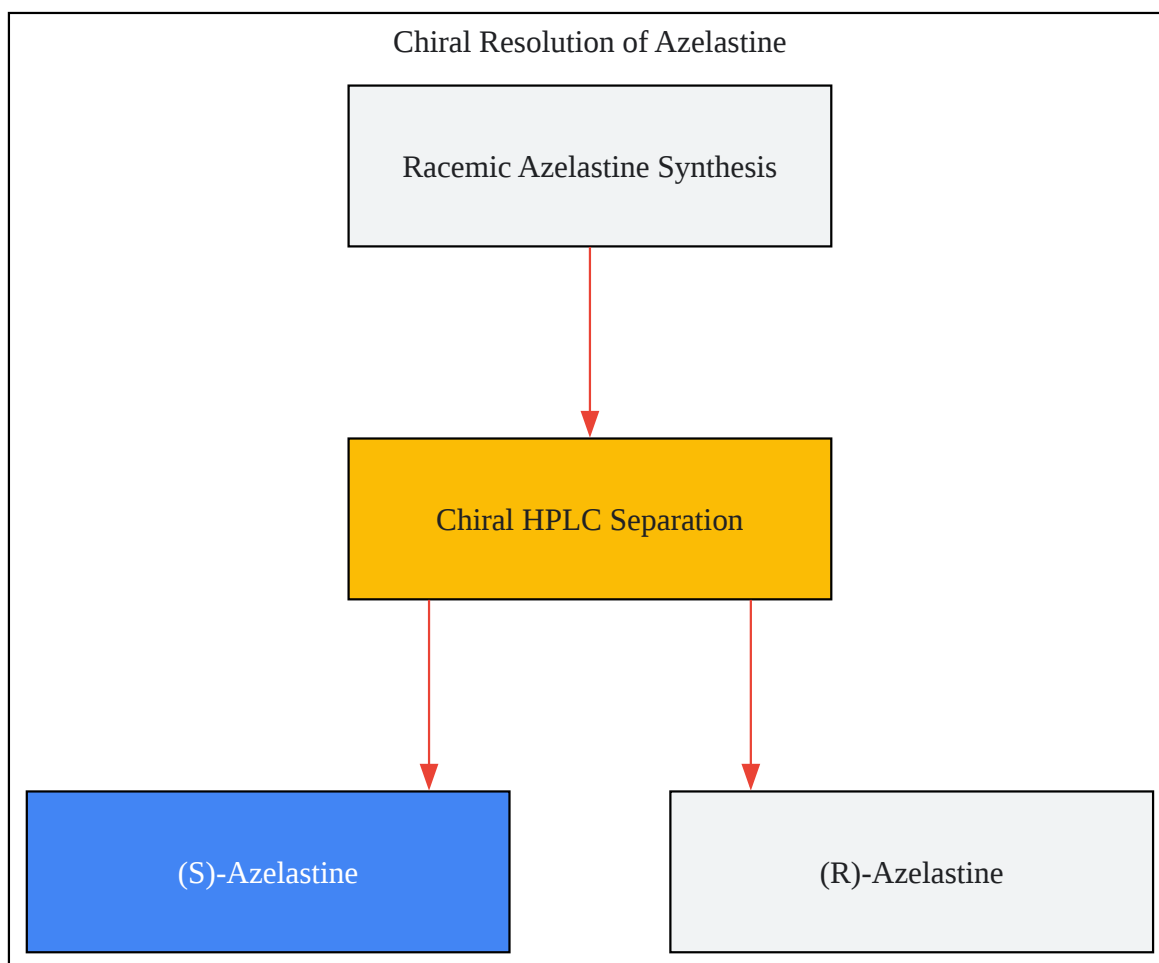 Chiral Resolution of Azelastine
Racemic Azelastine Synthesis
Chiral HPLC Separation
(S)-Azelastine
(R)-Azelastine